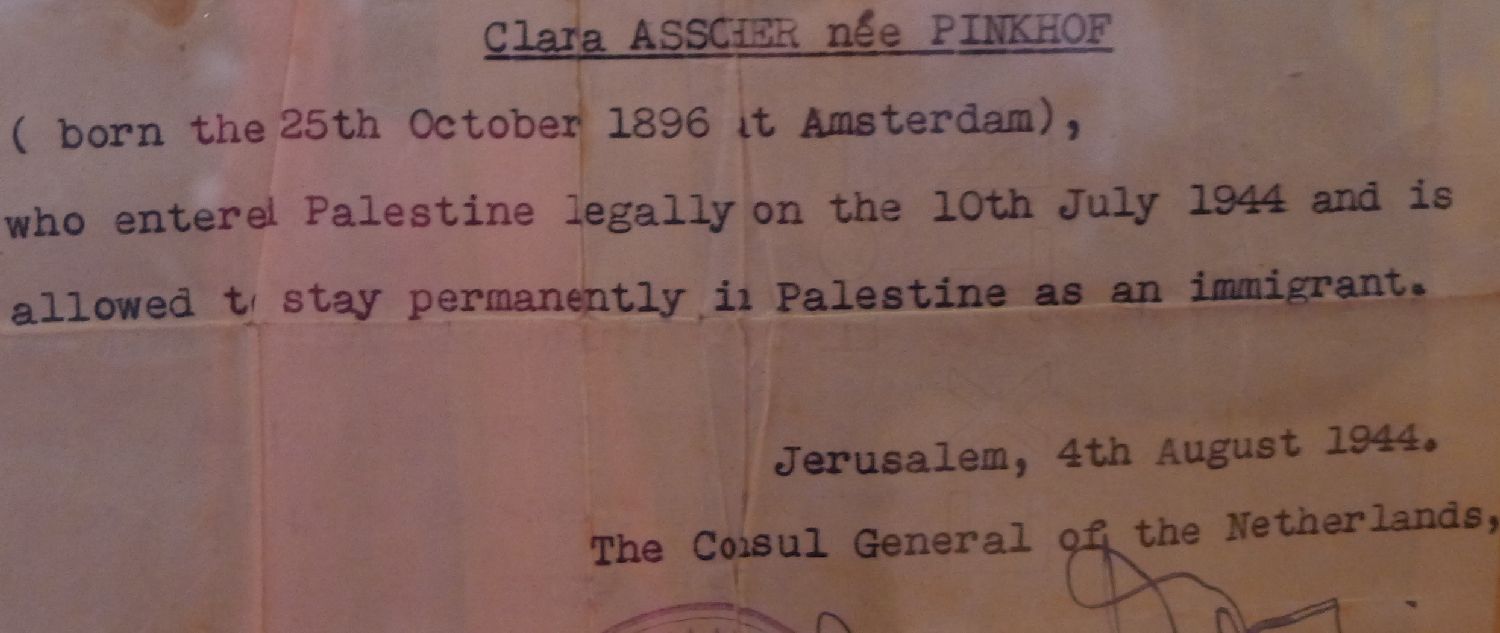 Clara ASSCHER née PINKHOF
( born the 25th October 1896 at Amsterdam),
who entered Palestine legally on the 10th July 1944 and is
allowed to stay permanently in Palestine as an immigrant.
Jerusalem, 4th August 1944.
The Consul General of the Netherlands,